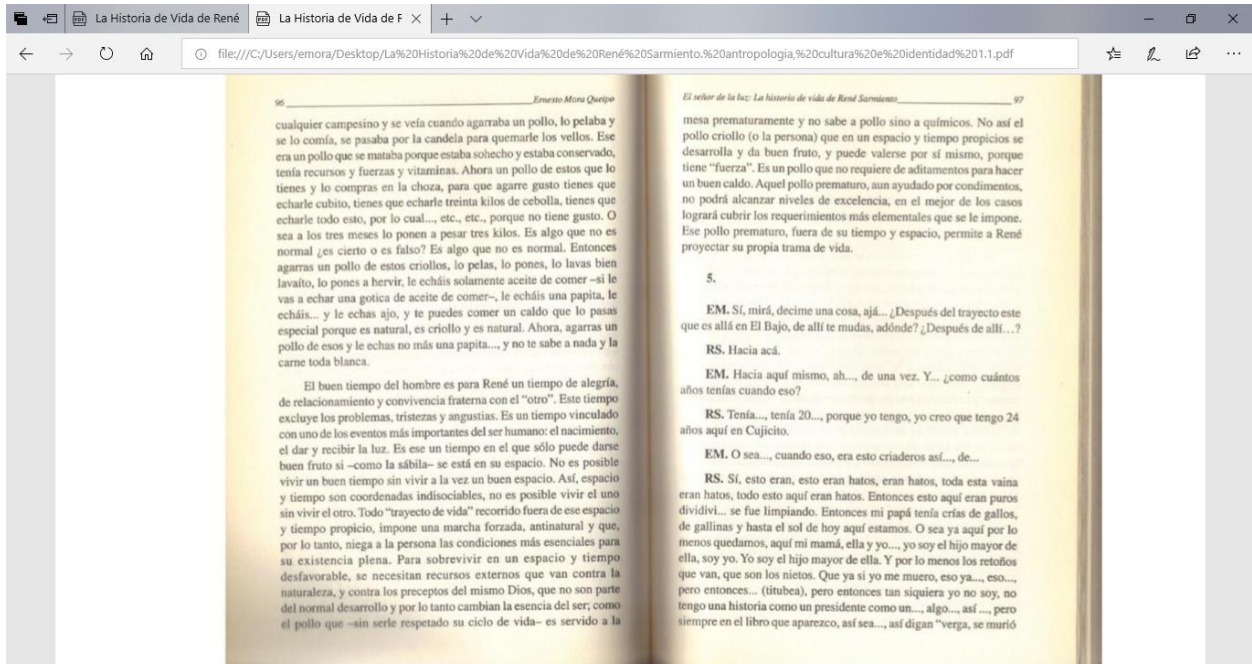 La Historia de Vida de René
La Historia de Vida de F
file:///C:/Users/emora/Desktop/La%20Historia%20de%20Vida%20de%20René%20Sarmiento.%20antropologia,%20cultura%20e%20identidad%201.1.pdf
96 Ernesto Mora Queipo
cualquier campesino y se veía cuando agarraba un pollo, lo pelaba y
se lo comía, se pasaba por la candela para quemarle los vellos. Ese
era un pollo que se mataba porque estaba sohecho y estaba conservado,
tenía recursos y fuerzas y vitaminas. Ahora un pollo de estos que lo
tienes y lo compras en la choza, para que agarre gusto tienes que
echarle cubito, tienes que echarle treinta kilos de cebolla, tienes que
echarle todo esto, por lo cual..., etc., etc., porque no tiene gusto. O
sea a los tres meses lo ponen a pesar tres kilos. Es algo que no es
normal ¿es cierto o es falso? Es algo que no es normal. Entonces
agarras un pollo de estos criollos, lo pelas, lo pones, lo lavas bien
lavaíto, lo pones a hervir, le echáis solamente aceite de comer –si le
vas a echar una gotica de aceite de comer–, le echáis una papita, le
echáis... y le echas ajo, y te puedes comer un caldo que lo pasas
especial porque es natural, es criollo y es natural. Ahora, agarras un
pollo de esos y le echas no más una papita..., y no te sabe a nada y la
carne toda blanca.
El buen tiempo del hombre es para René un tiempo de alegría,
de relacionamiento y convivencia fraterna con el "otro". Este tiempo
excluye los problemas, tristezas y angustias. Es un tiempo vinculado
con uno de los eventos más importantes del ser humano: el nacimiento,
el dar y recibir la luz. Es ese un tiempo en el que sólo puede darse
buen fruto si –como la sábila– se está en su espacio. No es posible
vivir un buen tiempo sin vivir a la vez un buen espacio. Así, espacio
y tiempo son coordenadas indisociables, no es posible vivir el uno
sin vivir el otro. Todo "trayecto de vida" recorrido fuera de ese espacio
y tiempo propicio, impone una marcha forzada, antinatural y que,
por lo tanto, niega a la persona las condiciones más esenciales para
su existencia plena. Para sobrevivir en un espacio y tiempo
desfavorable, se necesitan recursos externos que van contra la
naturaleza, y contra los preceptos del mismo Dios, que no son parte
del normal desarrollo y por lo tanto cambian la esencia del ser; como
el pollo que –sin serle respetado su ciclo de vida– es servido a la
El señor de la luz: La historia de vida de René Sarmiento 97
mesa prematuramente y no sabe a pollo sino a químicos. No así el
pollo criollo (o la persona) que en un espacio y tiempo propicios se
desarrolla y da buen fruto, y puede valerse por sí mismo, porque
tiene "fuerza". Es un pollo que no requiere de aditamentos para hacer
un buen caldo. Aquel pollo prematuro, aun ayudado por condimentos,
no podrá alcanzar niveles de excelencia, en el mejor de los casos
logrará cubrir los requerimientos más elementales que se le impone.
Ese pollo prematuro, fuera de su tiempo y espacio, permite a René
proyectar su propia trama de vida.
5.
EM. Sí, mirá, decime una cosa, ajá... ¿Después del trayecto este
que es allá en El Bajo, de allí te mudas, adónde? ¿Después de allí…?
RS. Hacia acá.
EM. Hacia aquí mismo, ah..., de una vez. Y... ¿como cuántos
años tenías cuando eso?
RS. Tenía..., tenía 20..., porque yo tengo, yo creo que tengo 24
años aquí en Cujicito.
EM. O sea..., cuando eso, era esto criaderos así..., de...
RS. Sí, esto eran, esto eran hatos, eran hatos, toda esta vaina
eran hatos, todo esto aquí eran hatos. Entonces esto aquí eran puros
dividivi... se fue limpiando. Entonces mi papá tenía crías de gallos,
de gallinas y hasta el sol de hoy aquí estamos. O sea ya aquí por lo
menos quedamos, aquí mi mamá, ella y yo..., yo soy el hijo mayor de
ella, soy yo. Yo soy el hijo mayor de ella. Y por lo menos los retoños
que van, que son los nietos. Que ya si yo me muero, eso ya..., eso...,
pero entonces... (titubea), pero entonces tan siquiera yo no soy, no
tengo una historia como un presidente como un..., algo..., así ..., pero
siempre en el libro que aparezco, así sea..., así digan "verga, se murió